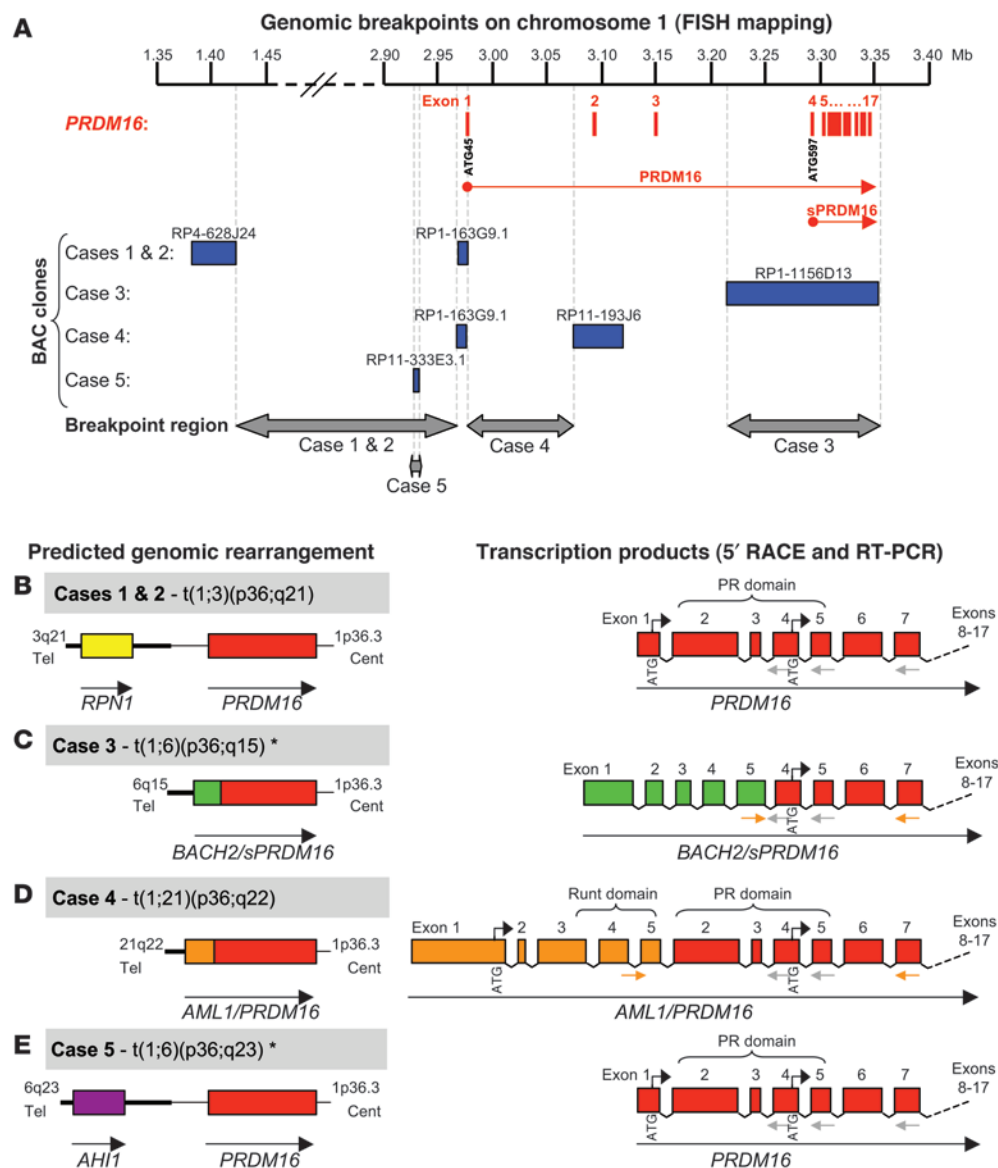 A Genomic breakpoints on chromosome 1 (FISH mapping)
1.35 1.40 1.45 2.90 2.95 3.00 3.05 3.10 3.15 3.20 3.25 3.30 3.35 3.40 Mb
PRDM16: Exon 1 2 3 4 5... ...17
ATG45 ATG597
PRDM16
sPRDM16
BAC clones
RP4-628J24 RP1-163G9.1
Cases 1 & 2:
RP1-1156D13
Case 3:
RP1-163G9.1 RP11-193J6
Case 4:
RP11-333E3.1
Case 5:
Breakpoint region
Case 1 & 2 Case 4 Case 3
Case 5
Predicted genomic rearrangement Transcription products (5′ RACE and RT-PCR)
B Cases 1 & 2 - t(1;3)(p36;q21)
3q21 Tel 1p36.3 Cent
RPN1 PRDM16
PR domain
Exon 1 2 3 4 5 6 7 Exons 8-17
ATG ATG
PRDM16
C Case 3 - t(1;6)(p36;q15) *
6q15 Tel 1p36.3 Cent
BACH2/sPRDM16
Exon 1 2 3 4 5 4 5 6 7 Exons 8-17
ATG
BACH2/sPRDM16
D Case 4 - t(1;21)(p36;q22)
21q22 Tel 1p36.3 Cent
AML1/PRDM16
Runt domain PR domain
Exon 1 2 3 4 5 2 3 4 5 6 7 Exons 8-17
ATG ATG
AML1/PRDM16
E Case 5 - t(1;6)(p36;q23) *
6q23 Tel 1p36.3 Cent
AHI1 PRDM16
PR domain
Exon 1 2 3 4 5 6 7 Exons 8-17
ATG ATG
PRDM16